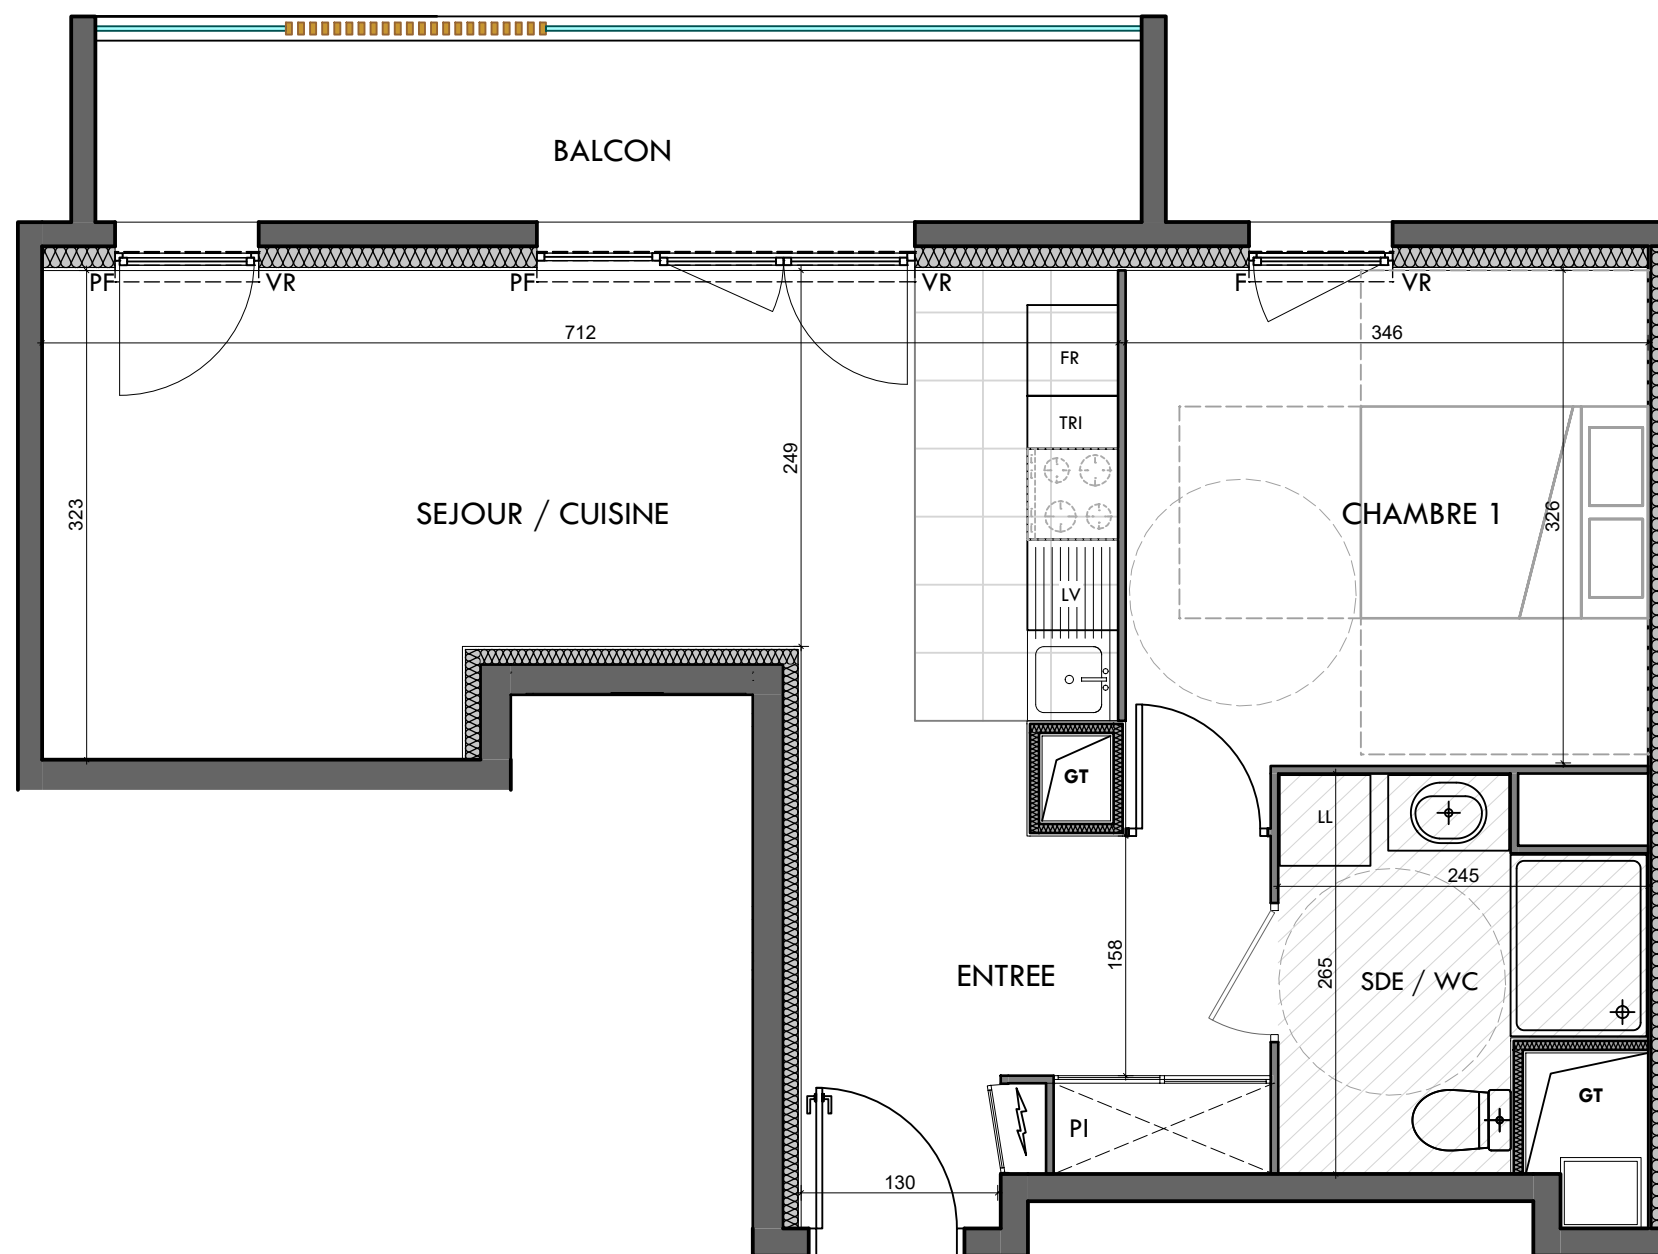 BALCON
PF
VR
PF
VR
F
VR
712
346
FR
TRI
249
323
SEJOUR / CUISINE
CHAMBRE 1
326
LV
GT
LL
245
158
ENTREE
265
SDE / WC
GT
Pl
130